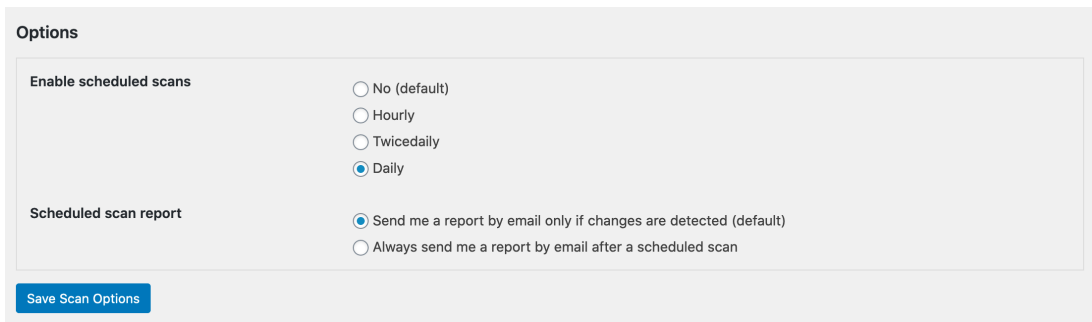 Options
Enable scheduled scans
No (default)
Hourly
Twicedaily
Daily
Scheduled scan report
Send me a report by email only if changes are detected (default)
Always send me a report by email after a scheduled scan
Save Scan Options